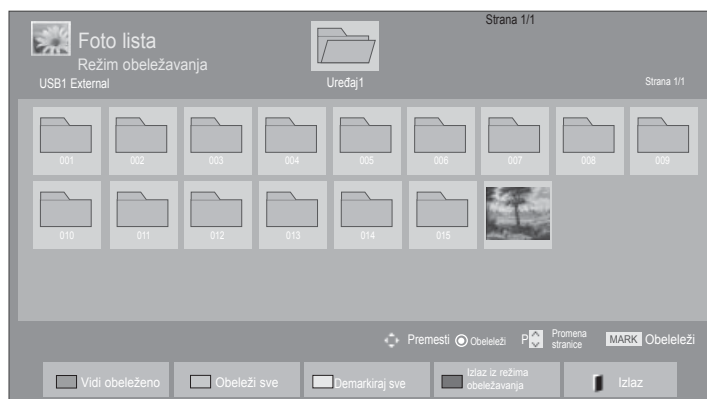 Strana 1/1
Foto lista
Režim obeležavanja
USB1 External
Uređaj1
Strana 1/1
001
002
003
004
005
006
007
008
009
010
011
012
013
014
015
Premesti
Obeleleži
P
Promena
stranice
MARK
Obeleleži
Vidi obeleženo
Obeleži sve
Demarkiraj sve
Izlaz iz režima
obeležavanja
Izlaz